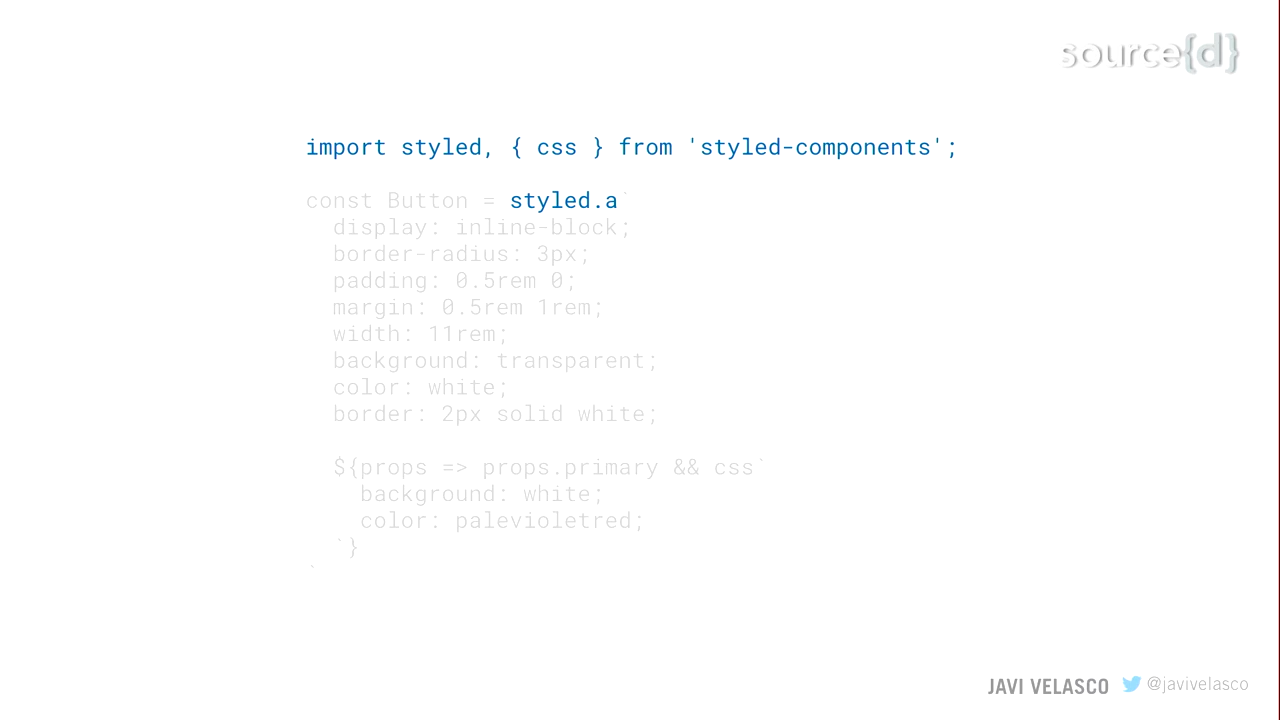 source{d}
import styled, { css } from 'styled-components';
const Button = styled.a`
display: inline-block;
border-radius: 3px;
padding: 0.5rem 0;
margin: 0.5rem 1rem;
width: 11rem;
background: transparent;
color: white;
border: 2px solid white;
${props => props.primary && css`
background: white;
color: palevioletred;
`}
`
JAVI VELASCO @javivelasco